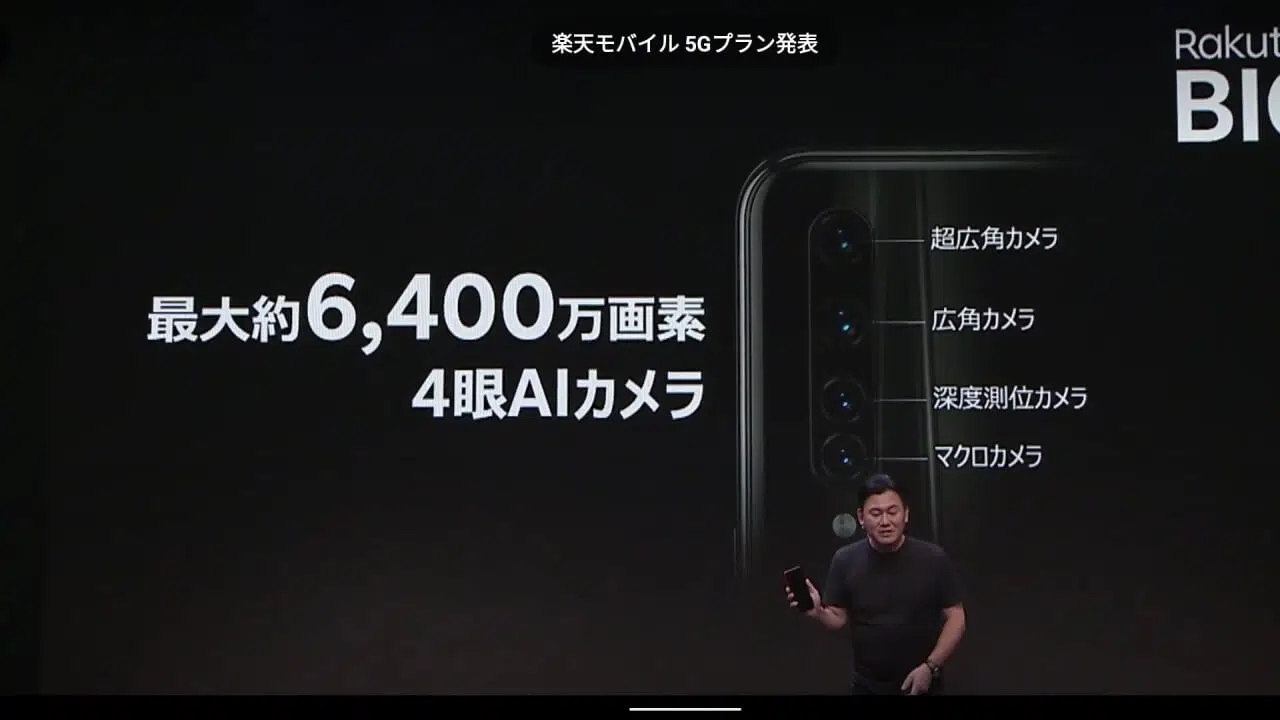 楽天モバイル 5Gプラン発表
Rakut
BIG
最大約6,400万画素
4眼AIカメラ
超広角カメラ
広角カメラ
深度測位カメラ
マクロカメラ